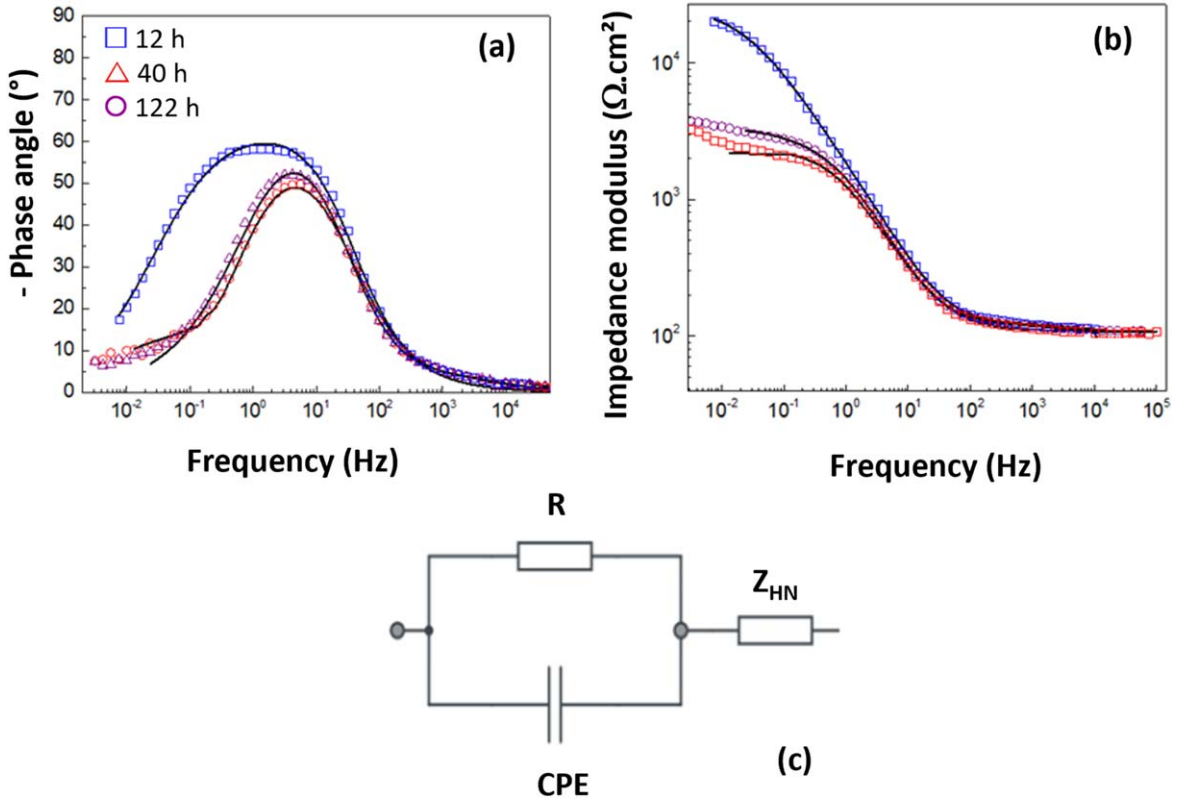 (a)
- Phase angle (°)
90
80
70
60
50
40
30
20
10
0
12 h
40 h
122 h
10⁻²
10⁻¹
10⁰
10¹
10²
10³
10⁴
Frequency (Hz)
(b)
Impedance modulus (Ω.cm²)
10⁴
10³
10²
10⁻²
10⁻¹
10⁰
10¹
10²
10³
10⁴
10⁵
Frequency (Hz)
R
Z_HN
CPE
(c)